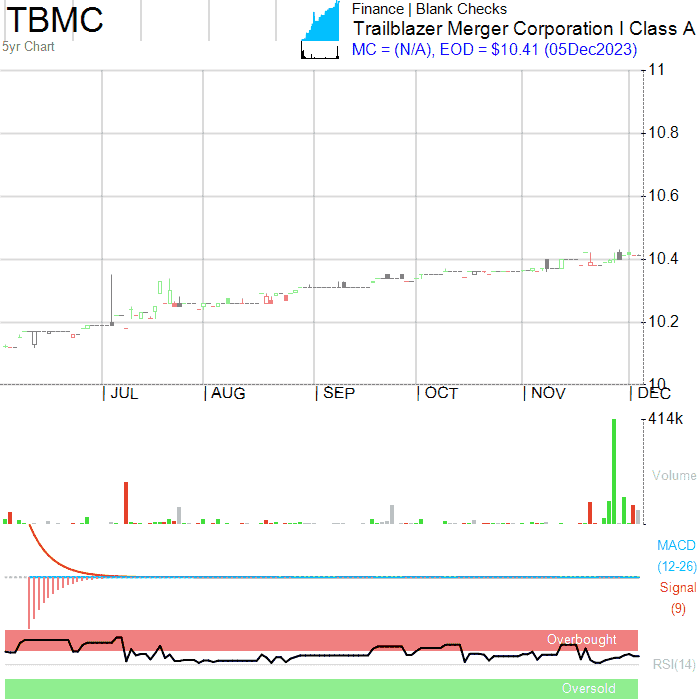 TBMC
5yr Chart
Finance | Blank Checks
Trailblazer Merger Corporation I Class A
MC = (N/A), EOD = $10.41 (05Dec2023)
11
10.8
10.6
10.4
10.2
10
| JUL | AUG | SEP | OCT | NOV | DEC
414k
Volume
MACD
(12-26)
Signal
(9)
Overbought
RSI(14)
Oversold